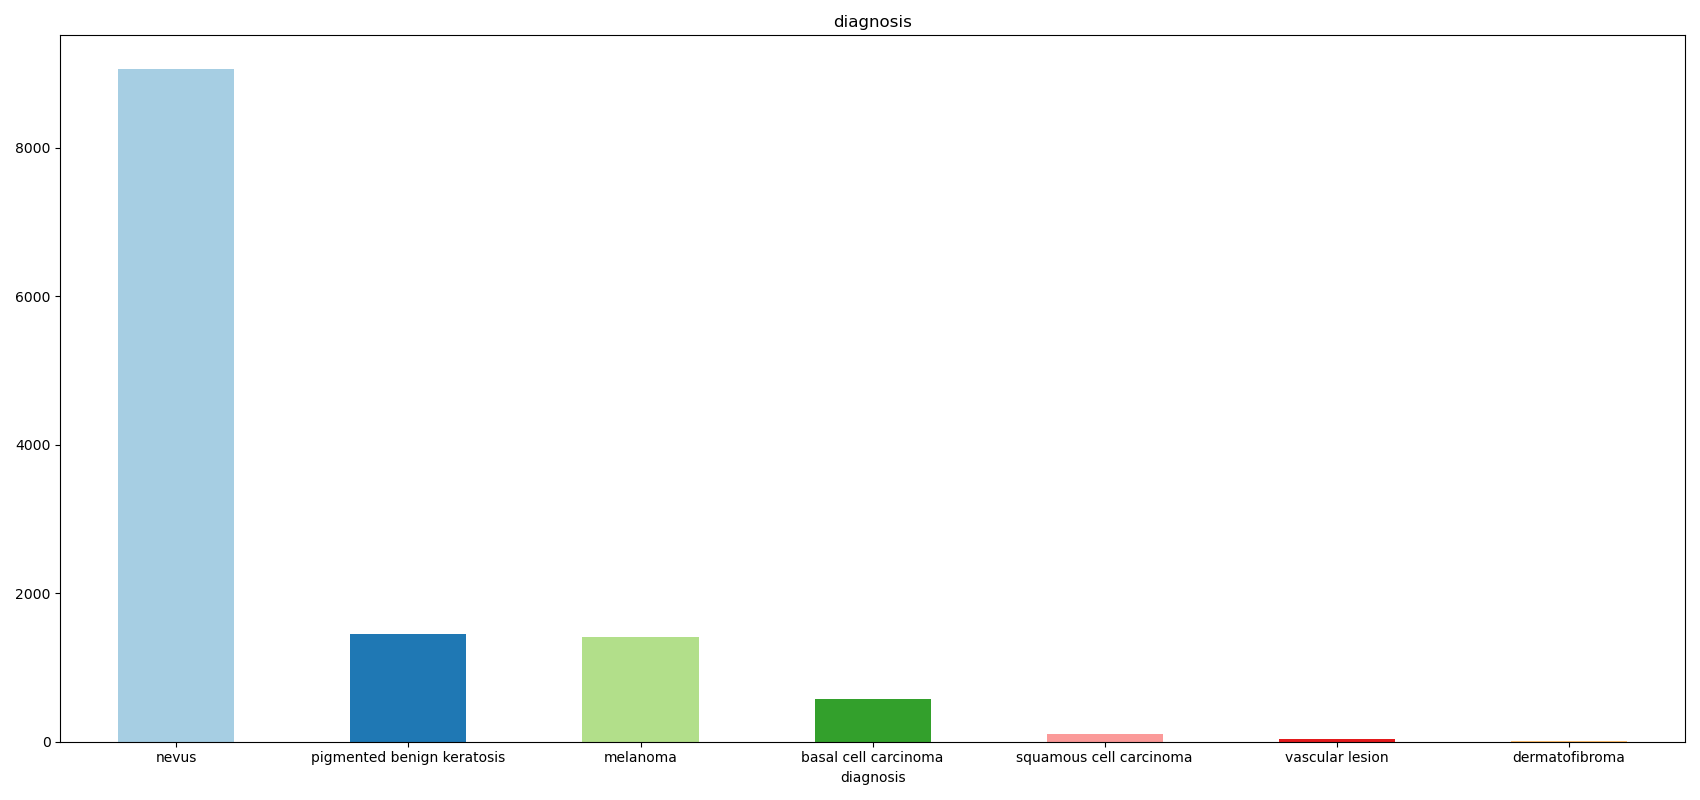 diagnosis
8000
6000
4000
2000
0
nevus pigmented benign keratosis melanoma basal cell carcinoma squamous cell carcinoma vascular lesion dermatofibroma
diagnosis